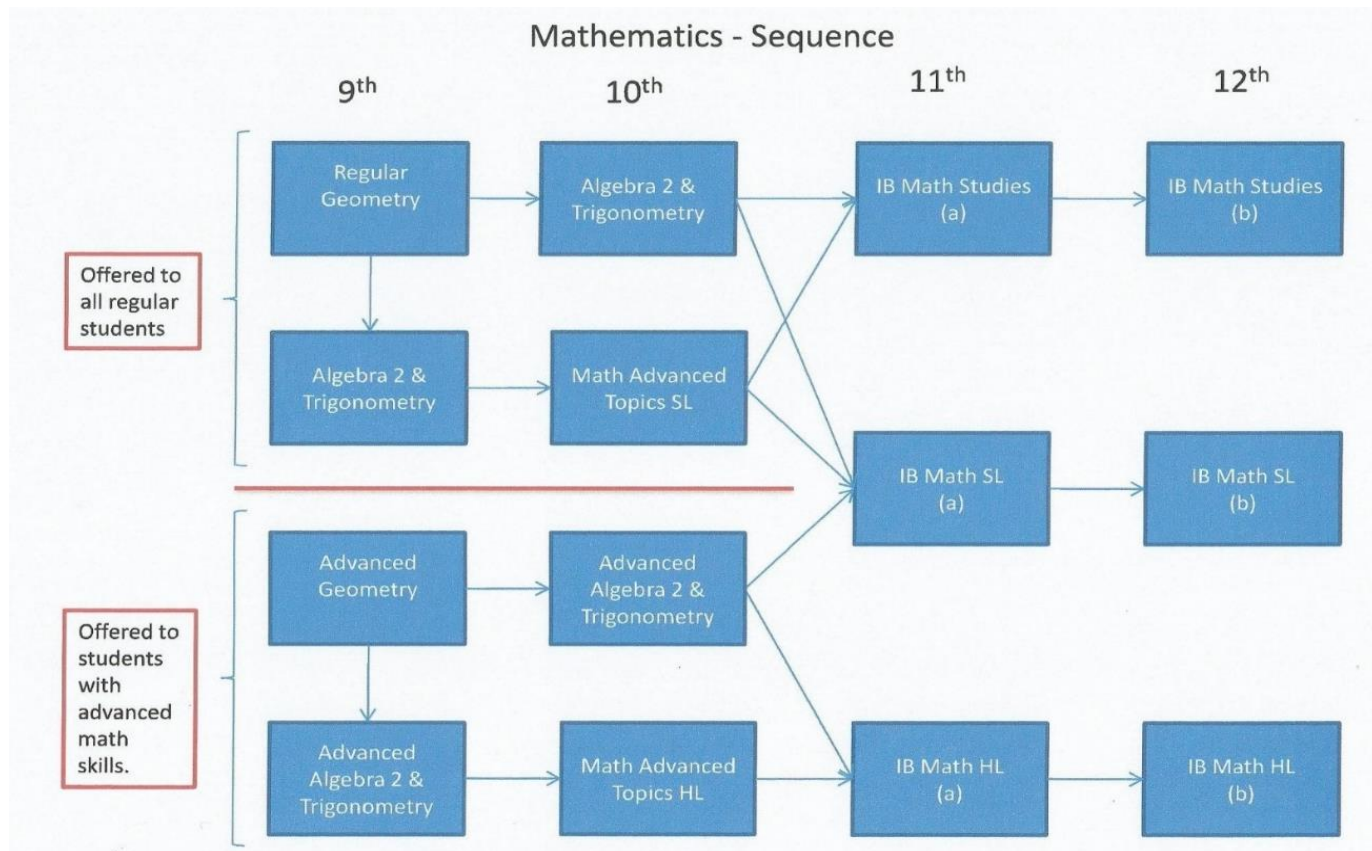 Mathematics - Sequence
9th
10th
11th
12th
Regular
Geometry
Algebra 2 &
Trigonometry
IB Math Studies
(a)
IB Math Studies
(b)
Offered to
all regular
students
Algebra 2 &
Trigonometry
Math Advanced
Topics SL
IB Math SL
(a)
IB Math SL
(b)
Advanced
Geometry
Advanced
Algebra 2 &
Trigonometry
Offered to
students
with
advanced
math
skills.
Advanced
Algebra 2 &
Trigonometry
Math Advanced
Topics HL
IB Math HL
(a)
IB Math HL
(b)